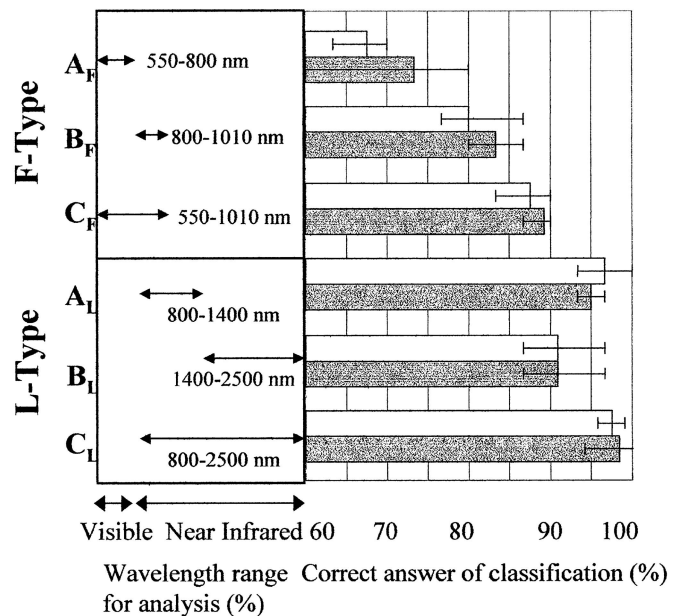 F-Type
A_F 550-800 nm
B_F 800-1010 nm
C_F 550-1010 nm
L-Type
A_L 800-1400 nm
B_L 1400-2500 nm
C_L 800-2500 nm
Visible Near Infrared 60 70 80 90 100
Wavelength range Correct answer of classification (%)
for analysis (%)